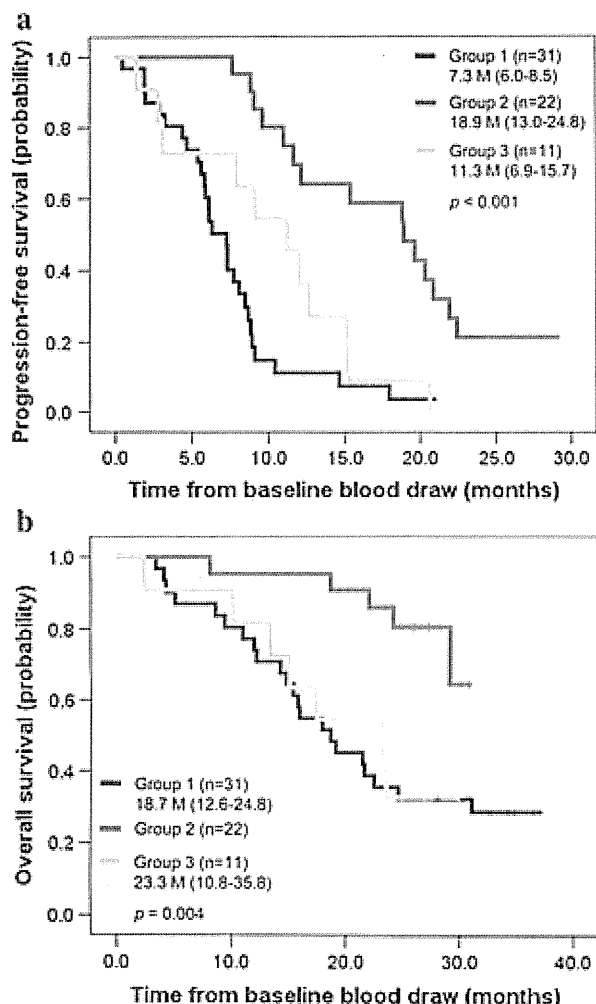 a
Progression-free survival (probability)
1.0
0.8
0.6
0.4
0.2
0.0
Group 1 (n=31)
7.3 M (6.0-8.5)
Group 2 (n=22)
18.9 M (13.0-24.8)
Group 3 (n=11)
11.3 M (6.9-15.7)
p < 0.001
0.0 5.0 10.0 15.0 20.0 25.0 30.0
Time from baseline blood draw (months)
b
Overall survival (probability)
1.0
0.8
0.6
0.4
0.2
0.0
Group 1 (n=31)
18.7 M (12.6-24.8)
Group 2 (n=22)
Group 3 (n=11)
23.3 M (10.8-35.8)
p = 0.004
0.0 10.0 20.0 30.0 40.0
Time from baseline blood draw (months)